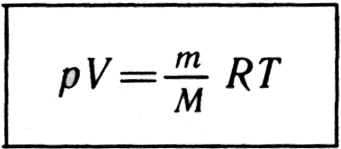 pV = m/M RT